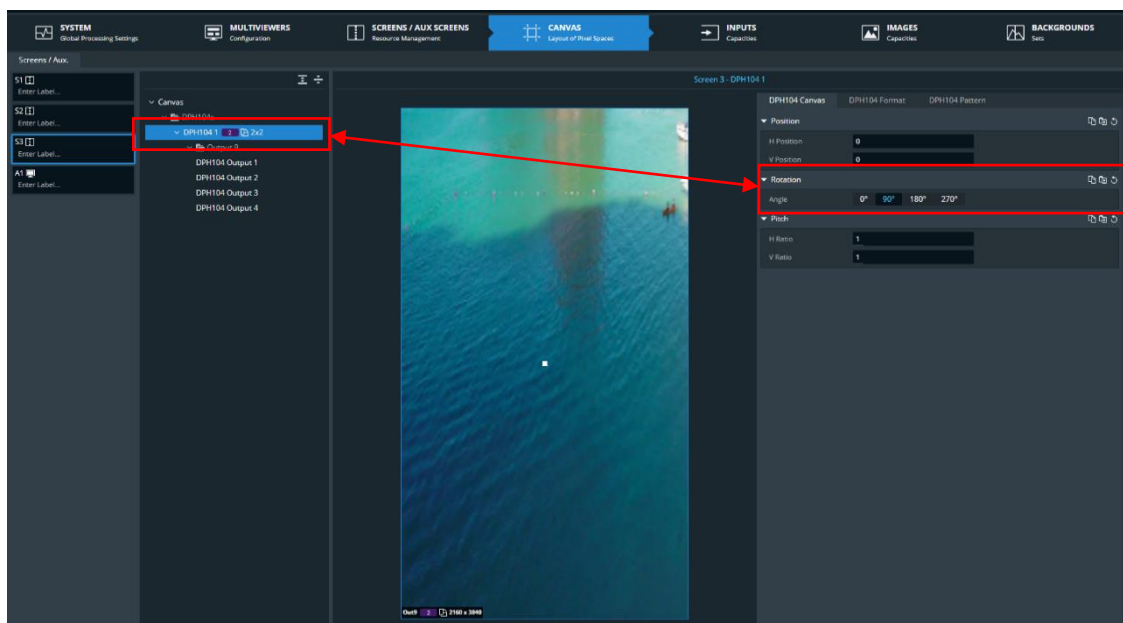 SYSTEM
Global Processing Settings
MULTIVIEWERS
Configuration
SCREENS / AUX SCREENS
Resource Management
CANVAS
Layout of Pixel Spaces
INPUTS
Capacities
IMAGES
Capacities
BACKGROUNDS
Sets
Screens / Aux.
S1
Enter Label...
S2
Enter Label...
S3
Enter Label...
A1
Enter Label...
Canvas
DPH104s
DPH104 1 2 2x2
Output 9
DPH104 Output 1
DPH104 Output 2
DPH104 Output 3
DPH104 Output 4
Screen 3 - DPH104 1
Out9 2 2160 x 3840
DPH104 Canvas DPH104 Format DPH104 Pattern
Position
H Position 0
V Position 0
Rotation
Angle 0° 90° 180° 270°
Pitch
H Ratio 1
V Ratio 1